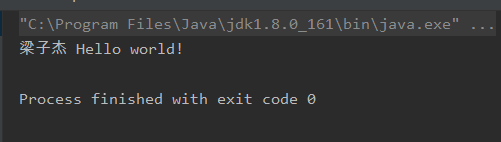 "C:\Program Files\Java\jdk1.8.0_161\bin\java.exe" ...
梁子杰 Hello world!
Process finished with exit code 0